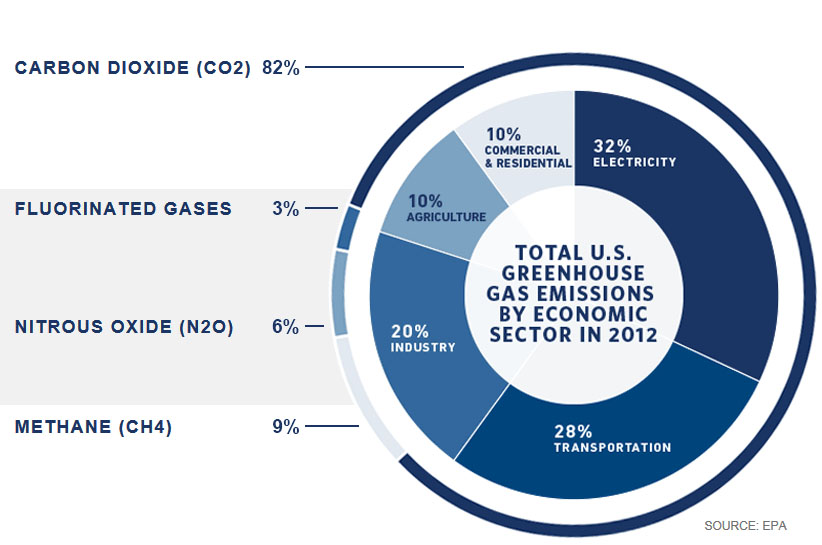 CARBON DIOXIDE (CO2) 82%
FLUORINATED GASES 3%
NITROUS OXIDE (N2O) 6%
METHANE (CH4) 9%
10%
COMMERCIAL
& RESIDENTIAL
32%
ELECTRICITY
10%
AGRICULTURE
20%
INDUSTRY
28%
TRANSPORTATION
TOTAL U.S.
GREENHOUSE
GAS EMISSIONS
BY ECONOMIC
SECTOR IN 2012
SOURCE: EPA